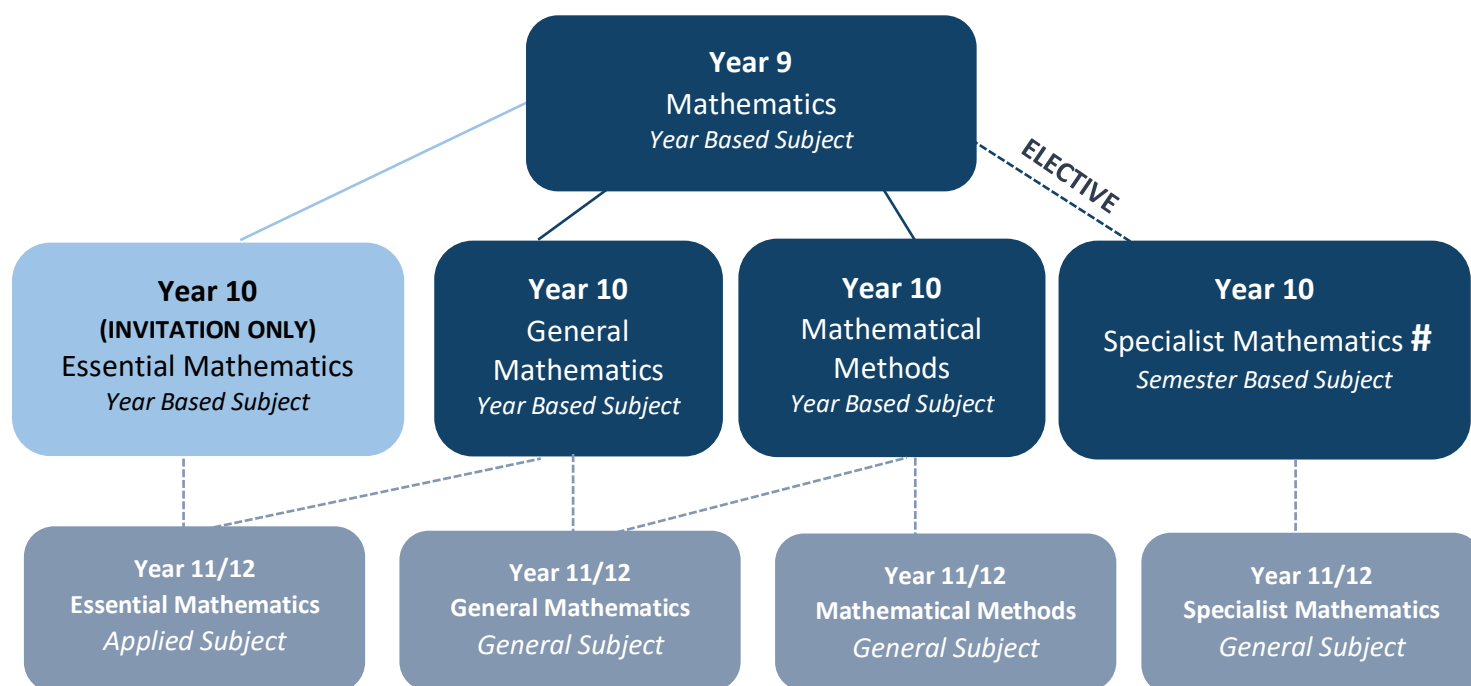 Year 9
Mathematics
Year Based Subject
ELECTIVE
Year 10
(INVITATION ONLY)
Essential Mathematics
Year Based Subject
Year 10
General
Mathematics
Year Based Subject
Year 10
Mathematical
Methods
Year Based Subject
Year 10
Specialist Mathematics #
Semester Based Subject
Year 11/12
Essential Mathematics
Applied Subject
Year 11/12
General Mathematics
General Subject
Year 11/12
Mathematical Methods
General Subject
Year 11/12
Specialist Mathematics
General Subject